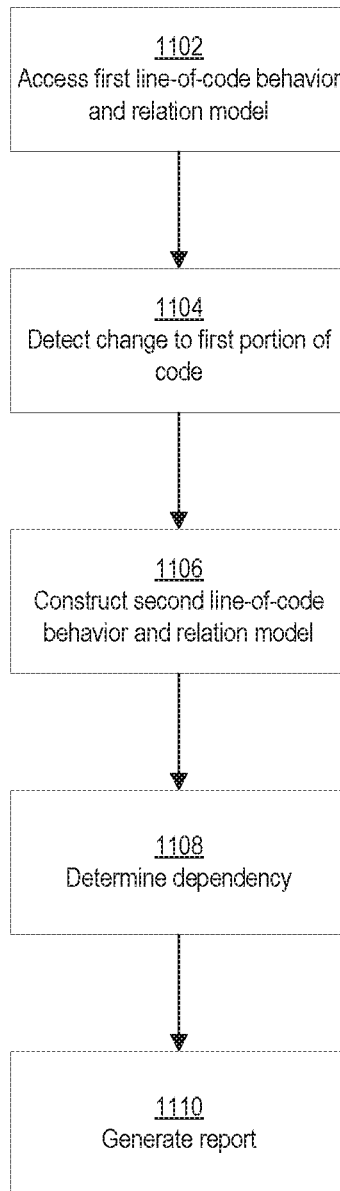 1102
Access first line-of-code behavior
and relation model
1104
Detect change to first portion of
code
1106
Construct second line-of-code
behavior and relation model
1108
Determine dependency
1110
Generate report